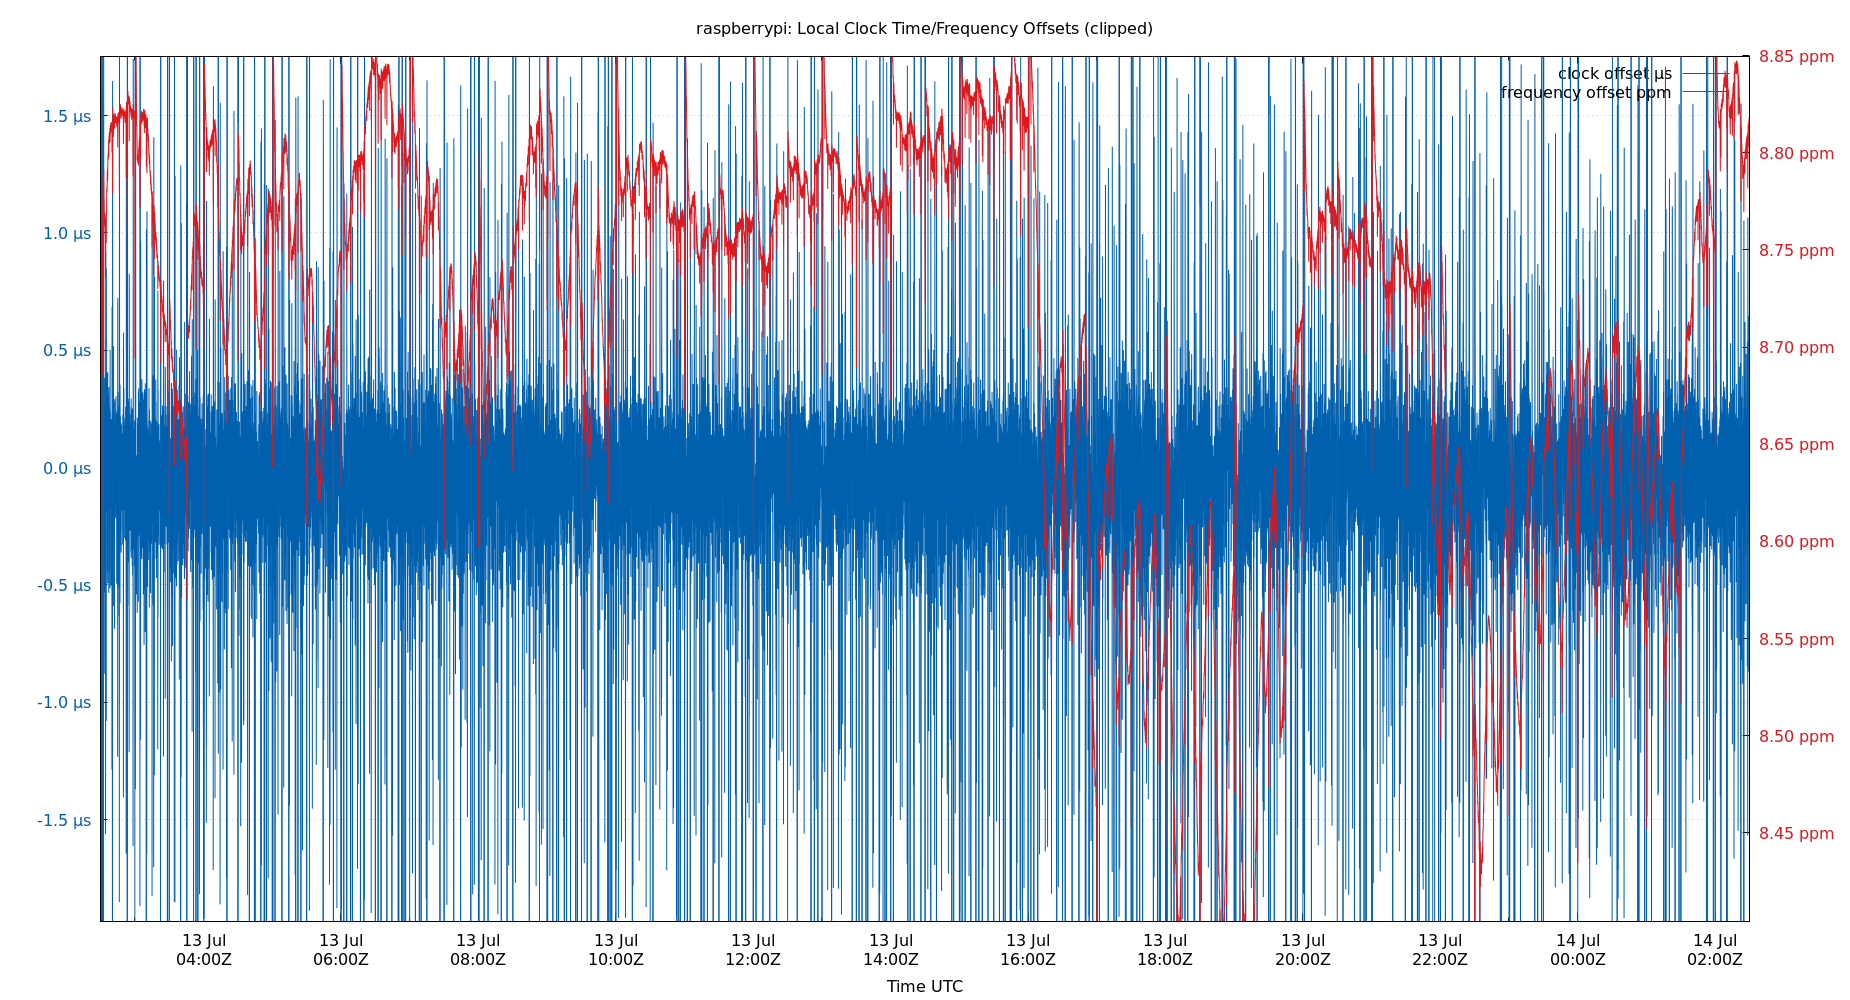 raspberrypi: Local Clock Time/Frequency Offsets (clipped)
8.85 ppm
clock offset µs
frequency offset ppm
1.5 µs
8.80 ppm
1.0 µs
8.75 ppm
0.5 µs
8.70 ppm
0.0 µs
8.65 ppm
8.60 ppm
-0.5 µs
8.55 ppm
-1.0 µs
8.50 ppm
-1.5 µs
8.45 ppm
13 Jul 13 Jul 13 Jul 13 Jul 13 Jul 13 Jul 13 Jul 13 Jul 13 Jul 13 Jul 14 Jul 14 Jul
04:00Z 06:00Z 08:00Z 10:00Z 12:00Z 14:00Z 16:00Z 18:00Z 20:00Z 22:00Z 00:00Z 02:00Z
Time UTC